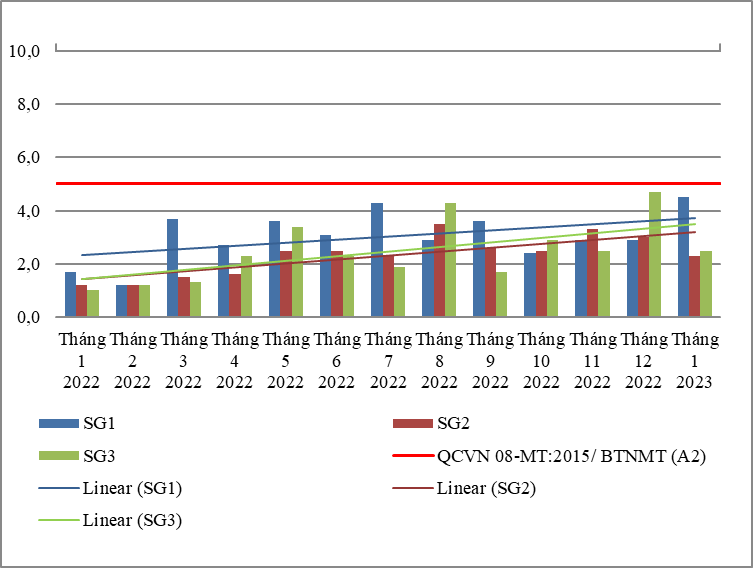 10,0
8,0
6,0
4,0
2,0
0,0
Tháng Tháng Tháng Tháng Tháng Tháng Tháng Tháng Tháng Tháng Tháng Tháng Tháng
1 2 3 4 5 6 7 8 9 10 11 12 1
2022 2022 2022 2022 2022 2022 2022 2022 2022 2022 2022 2022 2023
SG1 SG2
SG3 QCVN 08-MT:2015/ BTNMT (A2)
Linear (SG1) Linear (SG2)
Linear (SG3)